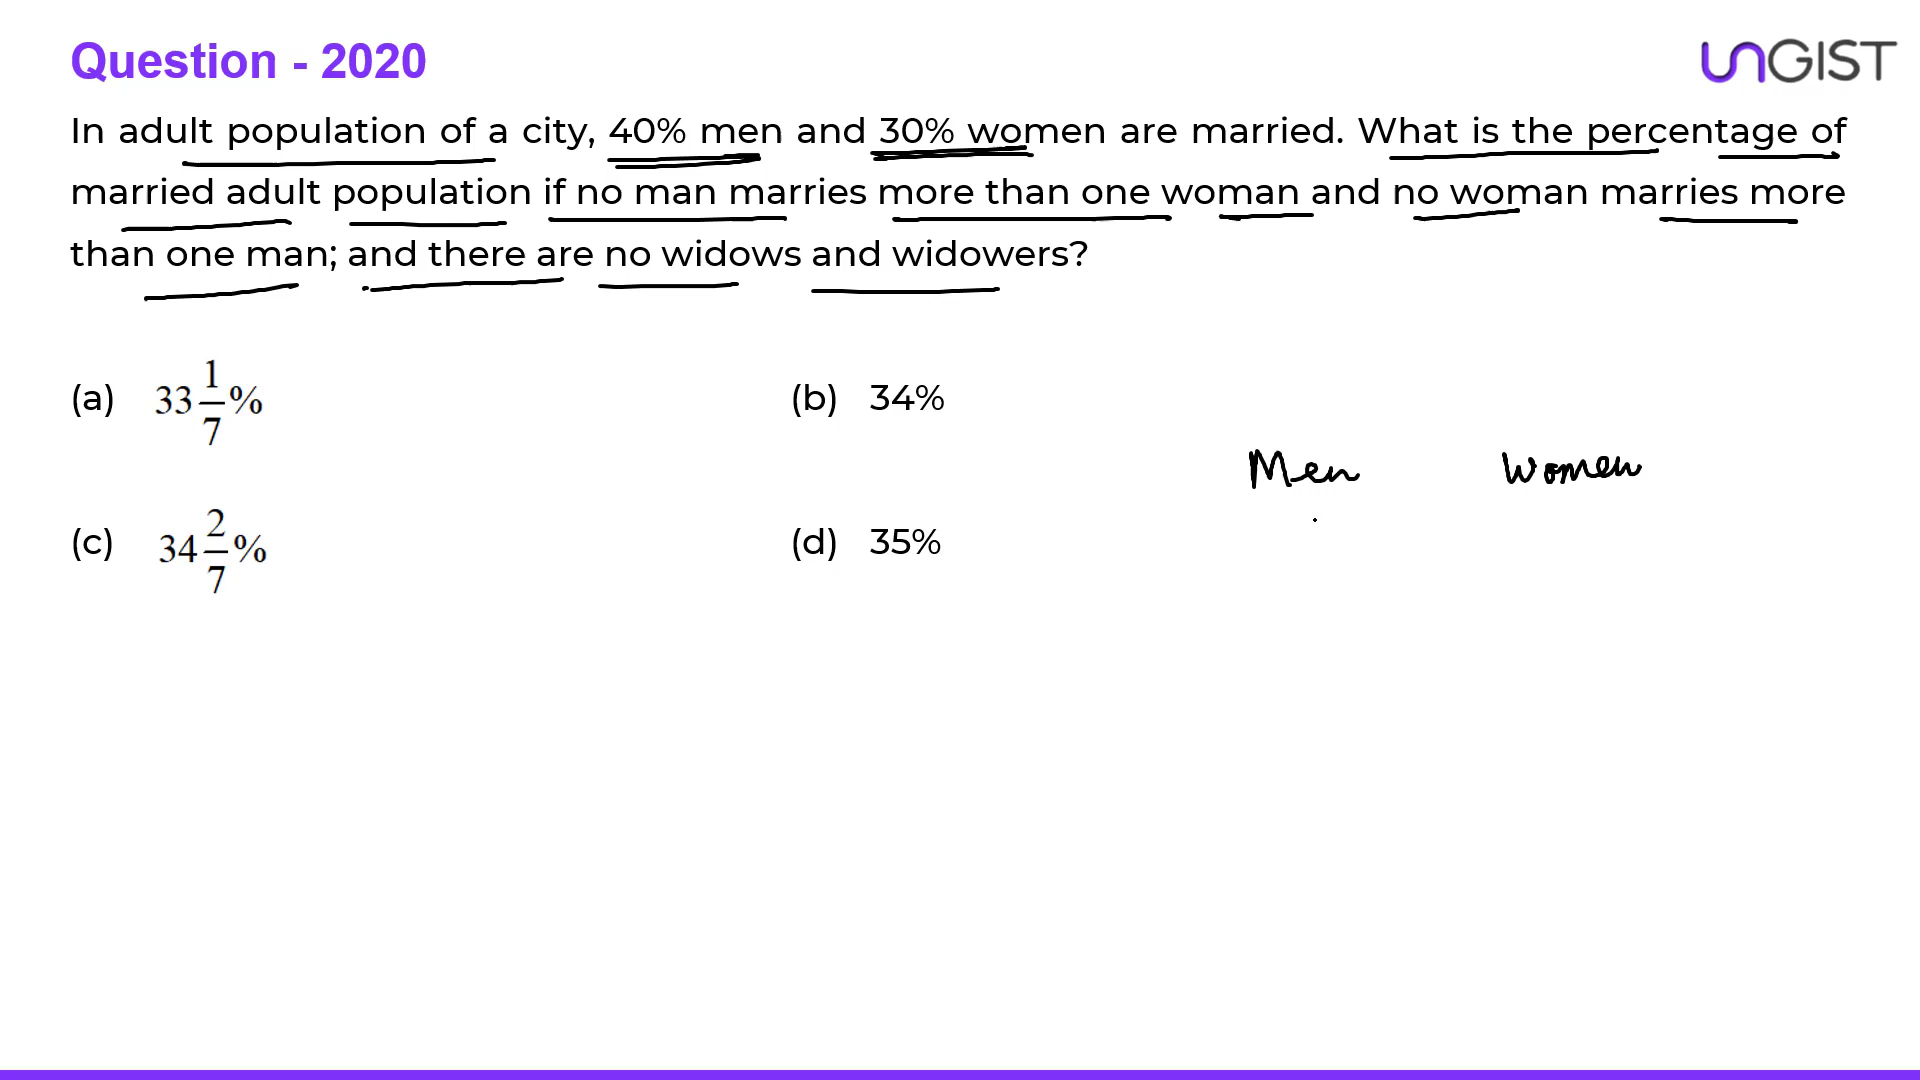 Question - 2020
UNGIST
In adult population of a city, 40% men and 30% women are married. What is the percentage of
married adult population if no man marries more than one woman and no woman marries more
than one man; and there are no widows and widowers?
(a) 33 1/7 %
(b) 34%
Men Women
(c) 34 2/7 %
(d) 35%